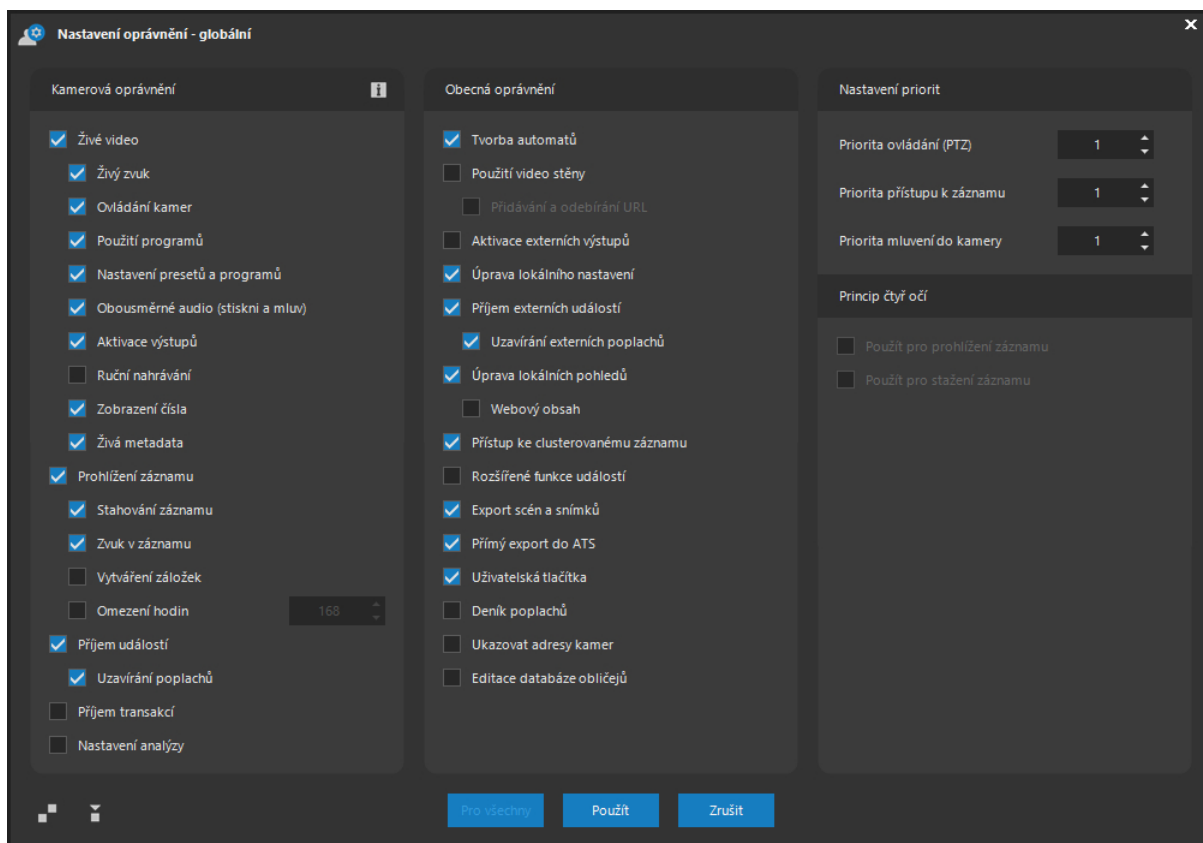 Nastavení oprávnění - globální
Kamerová oprávnění
Živé video
Živý zvuk
Ovládání kamer
Použití programů
Nastavení presetů a programů
Obousměrné audio (stiskni a mluv)
Aktivace výstupů
Ruční nahrávání
Zobrazení čísla
Živá metadata
Prohlížení záznamu
Stahování záznamu
Zvuk v záznamu
Vytváření záložek
Omezení hodin 168
Příjem událostí
Uzavírání poplachů
Příjem transakcí
Nastavení analýzy
Obecná oprávnění
Tvorba automatů
Použití video stěny
Přidávání a odebírání URL
Aktivace externích výstupů
Úprava lokálního nastavení
Příjem externích událostí
Uzavírání externích poplachů
Úprava lokálních pohledů
Webový obsah
Přístup ke clusterovanému záznamu
Rozšířené funkce událostí
Export scén a snímků
Přímý export do ATS
Uživatelská tlačítka
Deník poplachů
Ukazovat adresy kamer
Editace databáze obličejů
Nastavení priorit
Priorita ovládání (PTZ) 1
Priorita přístupu k záznamu 1
Priorita mluvení do kamery 1
Princip čtyř očí
Použít pro prohlížení záznamu
Použít pro stažení záznamu
Pro všechny Použít Zrušit